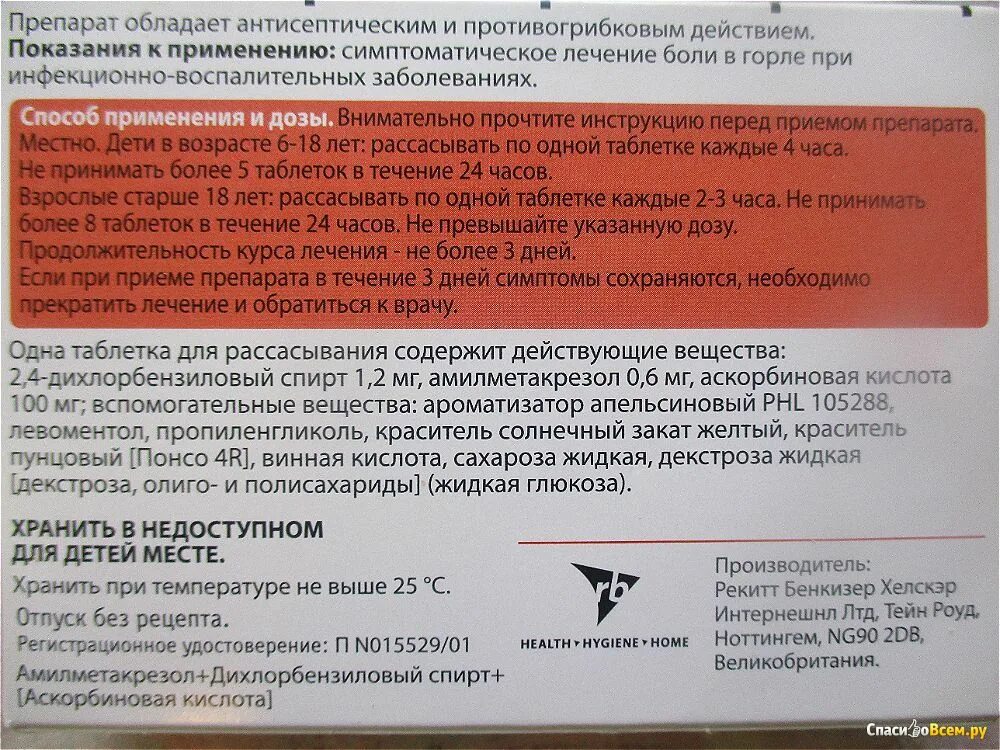 Препарат обладает антисептическим и противогрибковым действием.
Показания к применению: симптоматическое лечение боли в горле при
инфекционно-воспалительных заболеваниях.
Способ применения и дозы. Внимательно прочтите инструкцию перед приемом препарата.
Местно. Дети в возрасте 6-18 лет: рассасывать по одной таблетке каждые 4 часа.
Не принимать более 5 таблеток в течение 24 часов.
Взрослые старше 18 лет: рассасывать по одной таблетке каждые 2-3 часа. Не принимать
более 8 таблеток в течение 24 часов. Не превышайте указанную дозу.
Продолжительность курса лечения - не более 3 дней.
Если при приеме препарата в течение 3 дней симптомы сохраняются, необходимо
прекратить лечение и обратиться к врачу.
Одна таблетка для рассасывания содержит действующие вещества:
2,4-дихлорбензиловый спирт 1,2 мг, амилметакрезол 0,6 мг, аскорбиновая кислота
100 мг; вспомогательные вещества: ароматизатор апельсиновый PHL 105288,
левоментол, пропиленгликоль, краситель солнечный закат желтый, краситель
пунцовый [Понсо 4R], винная кислота, сахароза жидкая, декстроза жидкая
[декстроза, олиго- и полисахариды] (жидкая глюкоза).
ХРАНИТЬ В НЕДОСТУПНОМ
ДЛЯ ДЕТЕЙ МЕСТЕ.
Хранить при температуре не выше 25 °С.
Отпуск без рецепта.
Регистрационное удостоверение: П N015529/01
Амилметакрезол+Дихлорбензиловый спирт+
[Аскорбиновая кислота]
rb
HEALTH HYGIENE HOME
Производитель:
Рекитт Бенкизер Хелскэр
Интернешнл Лтд, Тейн Роуд,
Ноттингем, NG90 2DB,
Великобритания.
СпасибоВсем.ру